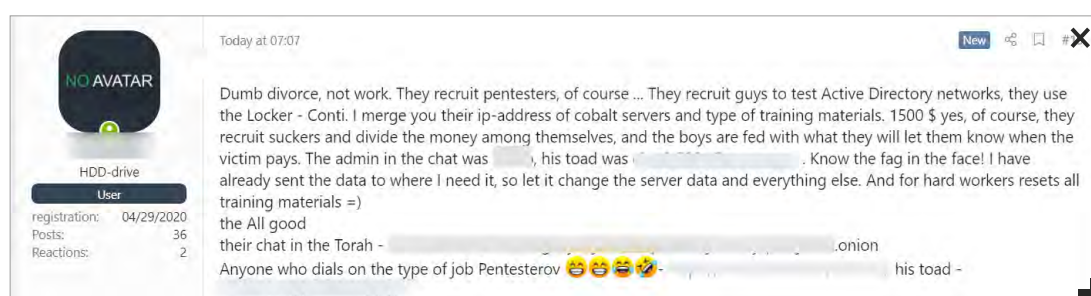 Today at 07:07
New
NO AVATAR
HDD-drive
User
registration: 04/29/2020
Posts: 36
Reactions: 2
Dumb divorce, not work. They recruit pentesters, of course ... They recruit guys to test Active Directory networks, they use
the Locker - Conti. I merge you their ip-address of cobalt servers and type of training materials. 1500 $ yes, of course, they
recruit suckers and divide the money among themselves, and the boys are fed with what they will let them know when the
victim pays. The admin in the chat was , his toad was . Know the fag in the face! I have
already sent the data to where I need it, so let it change the server data and everything else. And for hard workers resets all
training materials =)
the All good
their chat in the Torah - .onion
Anyone who dials on the type of job Pentesterov 😁😁😂🤣- his toad -